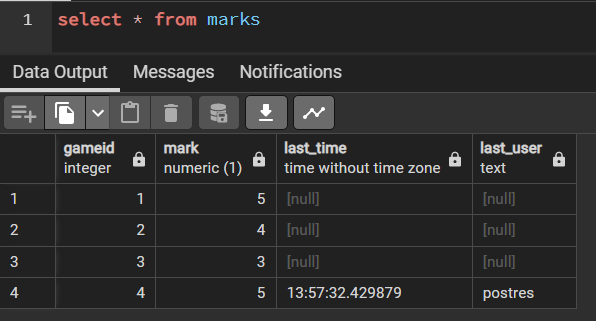 1 select * from marks
Data Output Messages Notifications
gameid mark last_time last_user
integer numeric (1) time without time zone text
1 1 5 [null] [null]
2 2 4 [null] [null]
3 3 3 [null] [null]
4 4 5 13:57:32.429879 postres